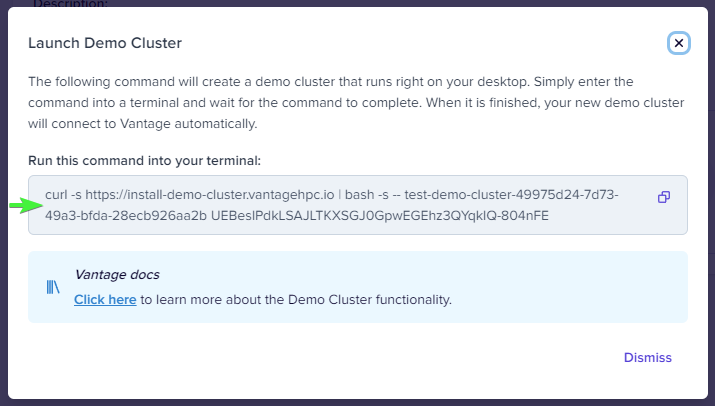 Description:
Launch Demo Cluster
The following command will create a demo cluster that runs right on your desktop. Simply enter the
command into a terminal and wait for the command to complete. When it is finished, your new demo cluster
will connect to Vantage automatically.
Run this command into your terminal:
curl -s https://install-demo-cluster.vantagehpc.io | bash -s -- test-demo-cluster-49975d24-7d73-
49a3-bfda-28ecb926aa2b UEBesIPdkLSAJLTKXSGJ0GpwEGEhz3QYqkIQ-804nFE
Vantage docs
Click here to learn more about the Demo Cluster functionality.
Dismiss